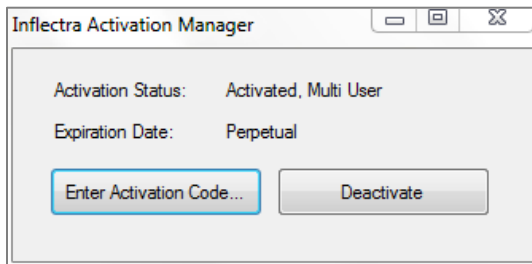 Inflectra Activation Manager
Activation Status: Activated, Multi User
Expiration Date: Perpetual
Enter Activation Code... Deactivate